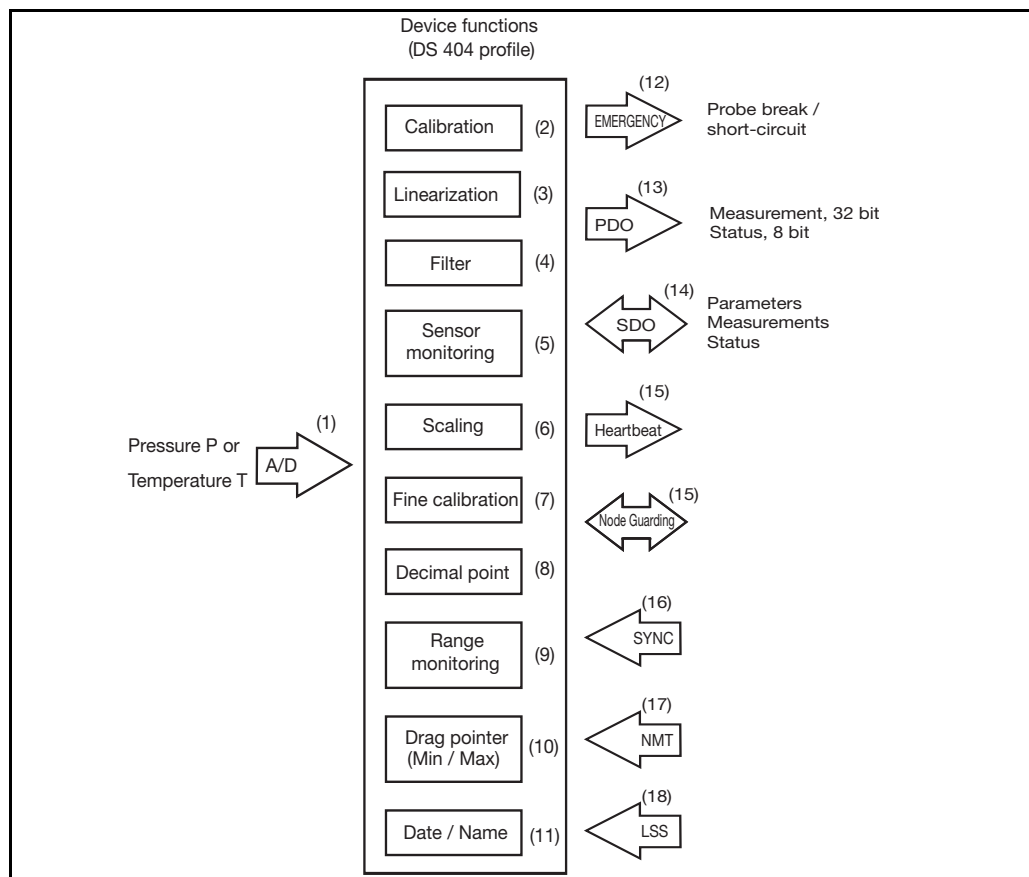 Device functions
(DS 404 profile)
Pressure P or
Temperature T
(1)
A/D
Calibration
(2)
Linearization
(3)
Filter
(4)
Sensor
monitoring
(5)
Scaling
(6)
Fine calibration
(7)
Decimal point
(8)
Range
monitoring
(9)
Drag pointer
(Min / Max)
(10)
Date / Name
(11)
(12)
EMERGENCY
Probe break /
short-circuit
(13)
PDO
Measurement, 32 bit
Status, 8 bit
(14)
SDO
Parameters
Measurements
Status
(15)
Heartbeat
(15)
Node Guarding
(16)
SYNC
(17)
NMT
(18)
LSS